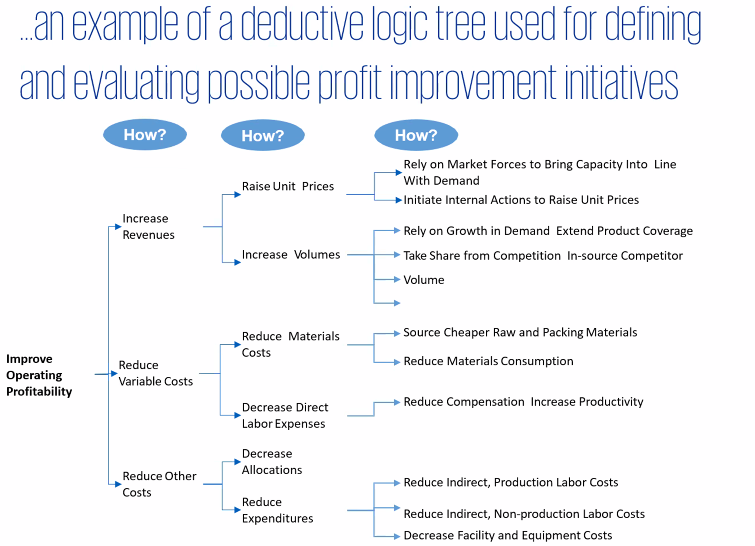 ...an example of a deductive logic tree used for defining
and evaluating possible profit improvement initiatives
How?
How?
How?
Rely on Market Forces to Bring Capacity Into Line
With Demand
Raise Unit Prices
Initiate Internal Actions to Raise Unit Prices
Increase
Revenues
Rely on Growth in Demand Extend Product Coverage
Increase Volumes
Take Share from Competition In-source Competitor
Volume
Reduce Materials
Costs
Source Cheaper Raw and Packing Materials
Reduce Materials Consumption
Improve
Operating
Profitability
Reduce
Variable Costs
Decrease Direct
Labor Expenses
Reduce Compensation Increase Productivity
Decrease
Allocations
Reduce Other
Costs
Reduce
Expenditures
Reduce Indirect, Production Labor Costs
Reduce Indirect, Non-production Labor Costs
Decrease Facility and Equipment Costs